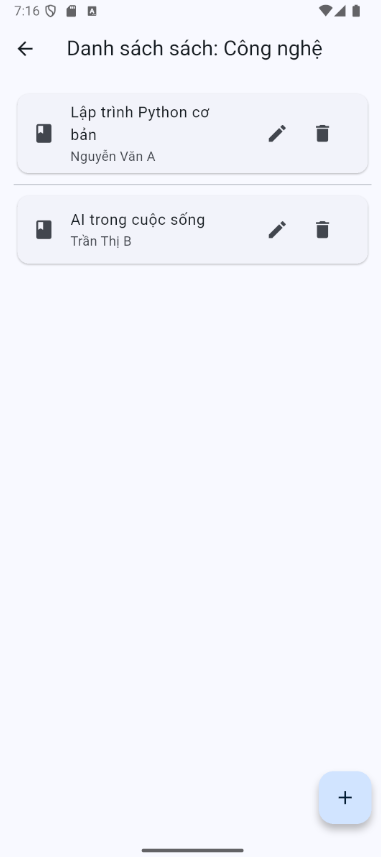 7:16
Danh sách sách: Công nghệ
Lập trình Python cơ
bản
Nguyễn Văn A
AI trong cuộc sống
Trần Thị B